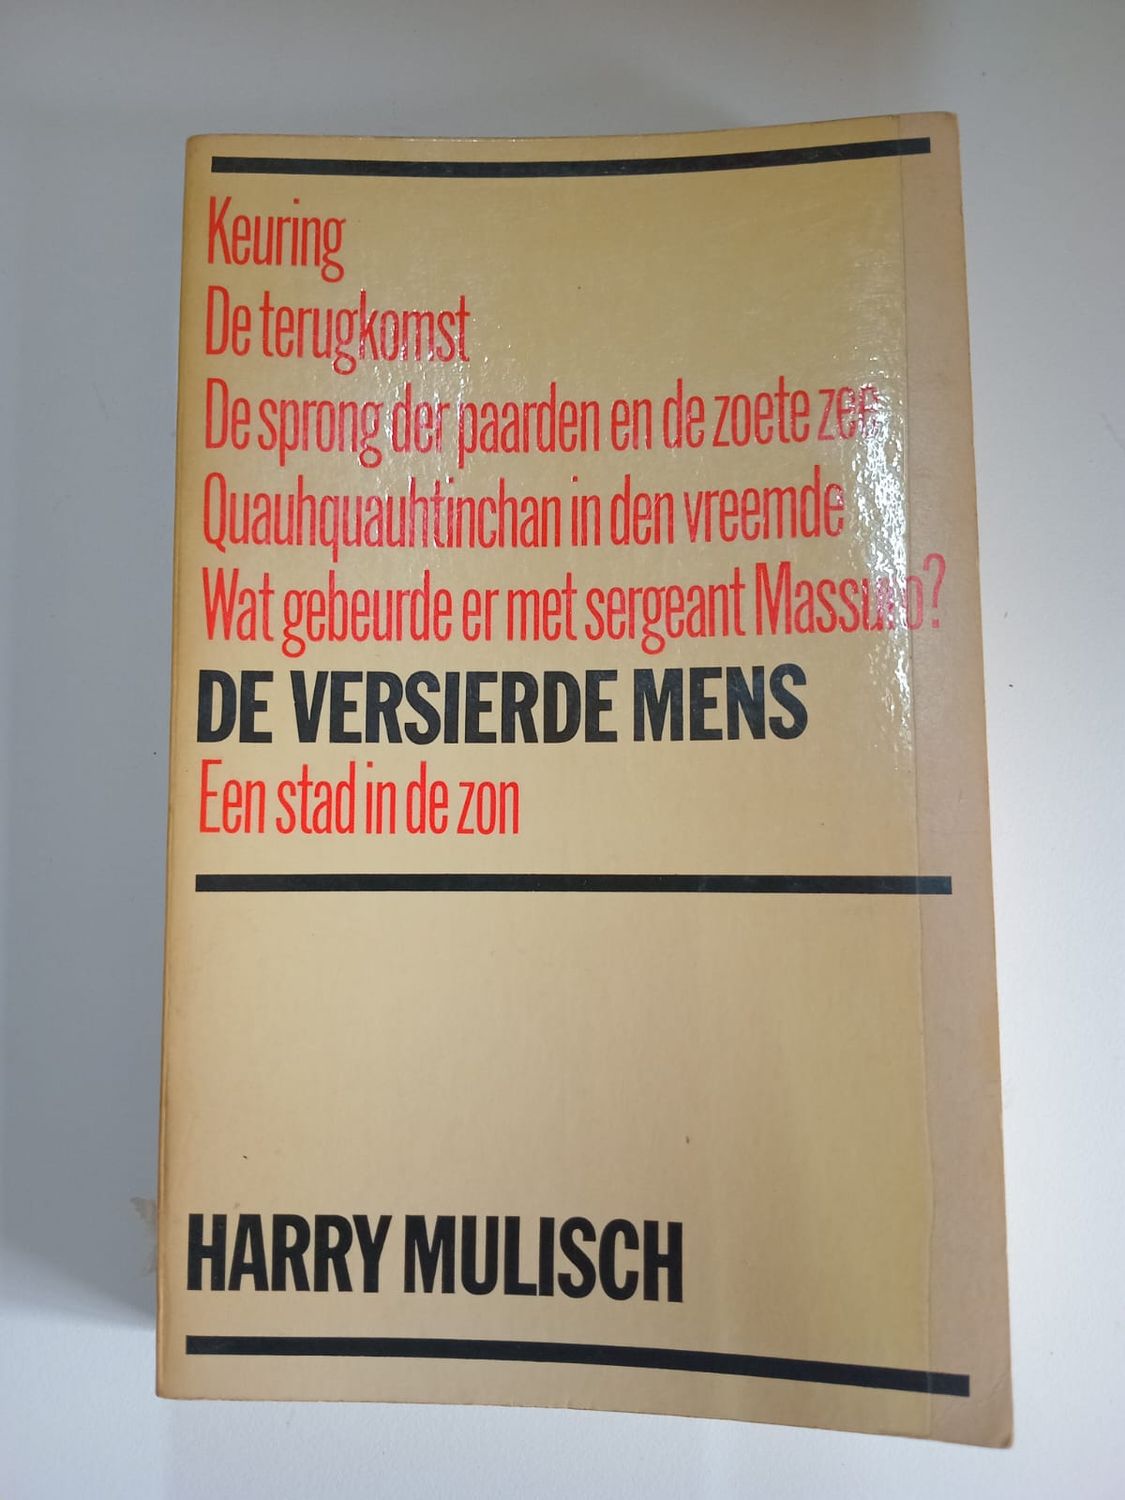 Keuring
De terugkomst
De sprong der paarden en de zoete zee
Quauhquauhtinchan in den vreemde
Wat gebeurde er met sergeant Massuro?
DE VERSIERDE MENS
Een stad in de zon
HARRY MULISCH